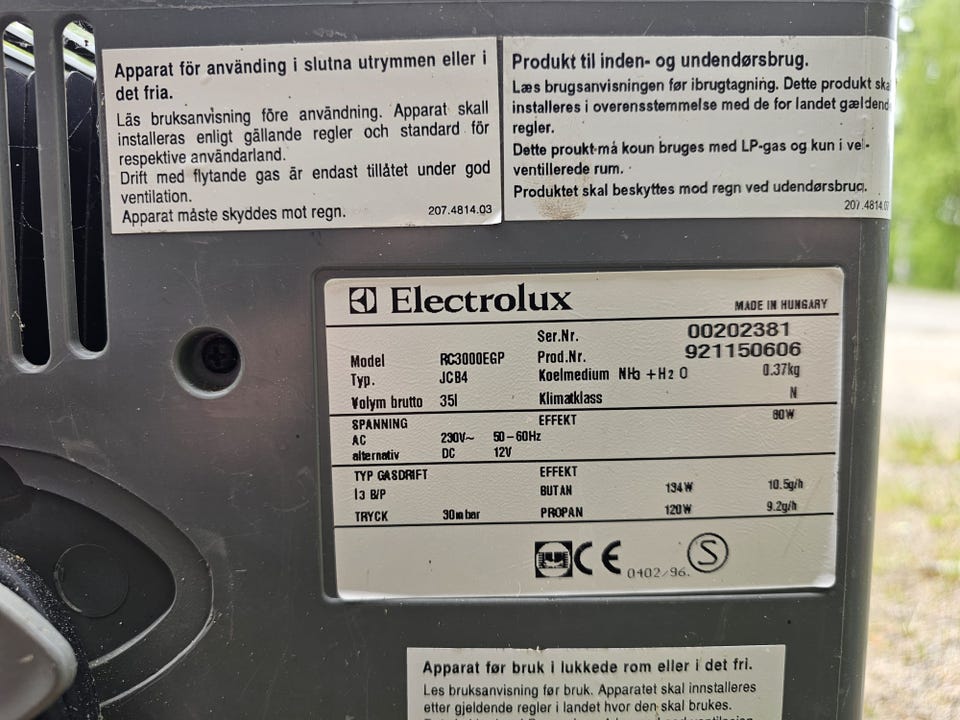 Apparat för använding i slutna utrymmen eller i
det fria.
Läs bruksanvisning före användning. Apparat skall
installeras enligt gällande regler och standard för
respektive användarland.
Drift med flytande gas är endast tillåtet under god
ventilation.
Apparat måste skyddes mot regn.
207.4814.03
Produkt til inden- og undendørsbrug.
Læs brugsanvisningen før ibrugtagning. Dette produkt ska
installeres i overensstemmelse med de for landet gældend
regler.
Dette proukt må koun bruges med LP-gas og kun i vel-
ventillerede rum.
Produktet skal beskyttes mod regn ved udendørsbrug.
207.4814.07
Electrolux
MADE IN HUNGARY
Ser.Nr. 00202381
Model RC3000EGP Prod.Nr. 921150606
Typ. JCB4 Koelmedium NH3 +H2 O 0.37kg
Volym brutto 35l Klimatklass N
SPANNING EFFEKT 80W
AC 230V~ 50-60Hz
alternativ DC 12V
TYP GASDRIFT EFFEKT
I3 B/P BUTAN 134W 10.5g/h
TRYCK 30mbar PROPAN 120W 9.2g/h
CE 0402/96. S
Apparat før bruk i lukkede rom eller i det fri.
Les bruksanvisning før bruk. Apparatet skal innstalleres
etter gjeldende regler i landet hvor den skal brukes.